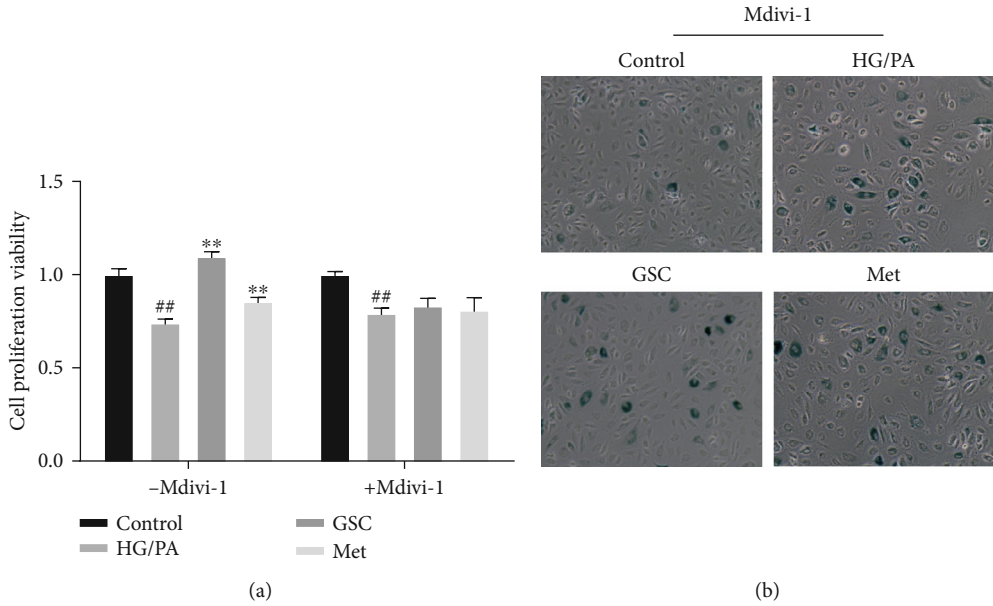 Cell proliferation viability
1.5
1.0
0.5
0.0
##
**
**
##
−Mdivi-1
+Mdivi-1
Control
HG/PA
GSC
Met
(a)
Mdivi-1
Control
HG/PA
GSC
Met
(b)